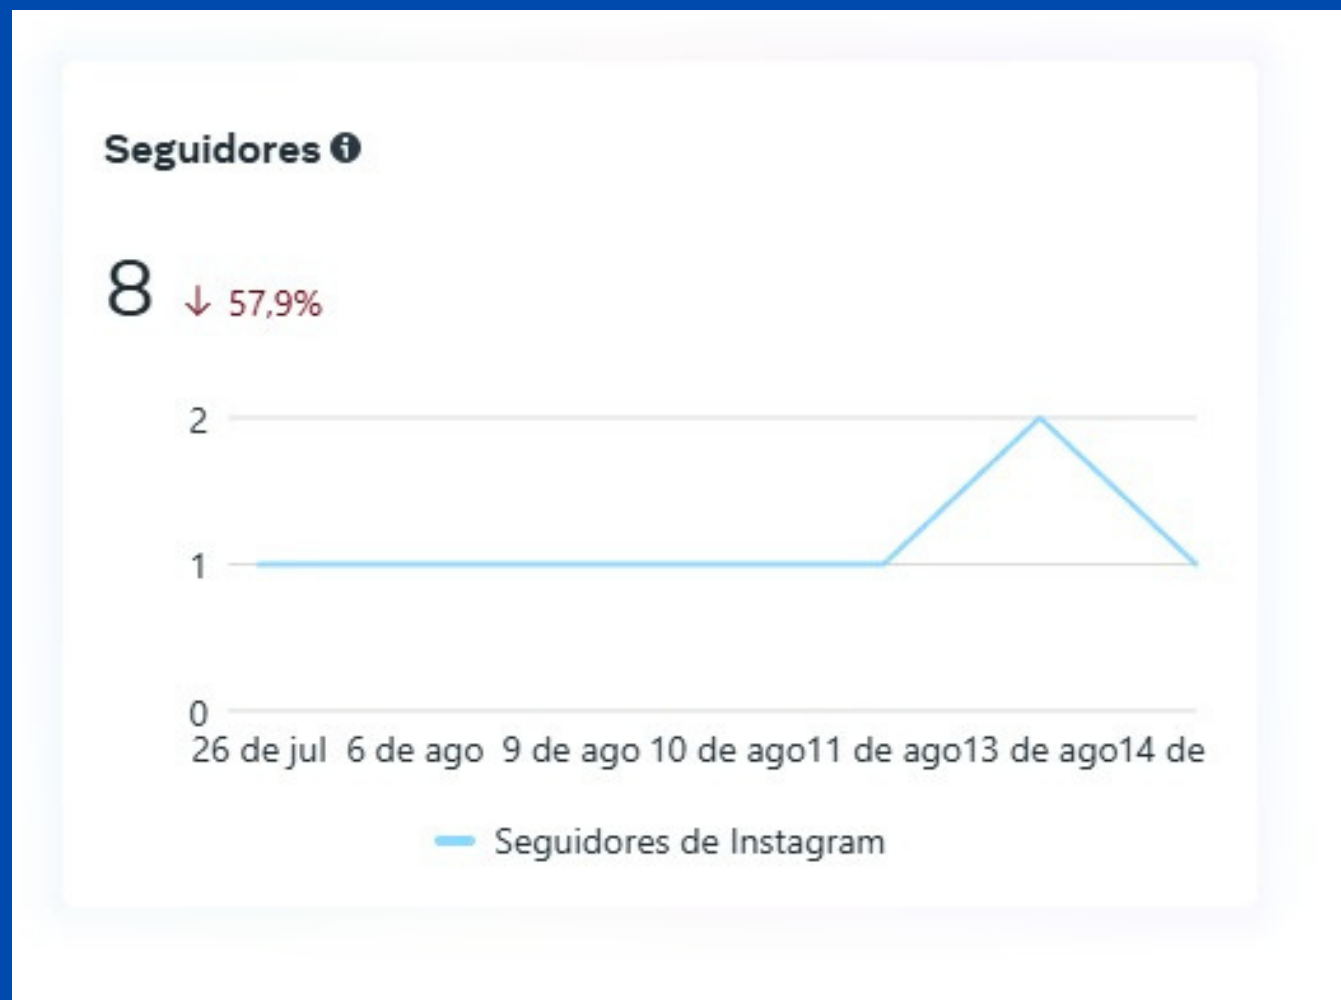 Seguidores
8 ↓ 57,9%
2
1
0
26 de jul 6 de ago 9 de ago 10 de ago 11 de ago 13 de ago 14 de
Seguidores de Instagram